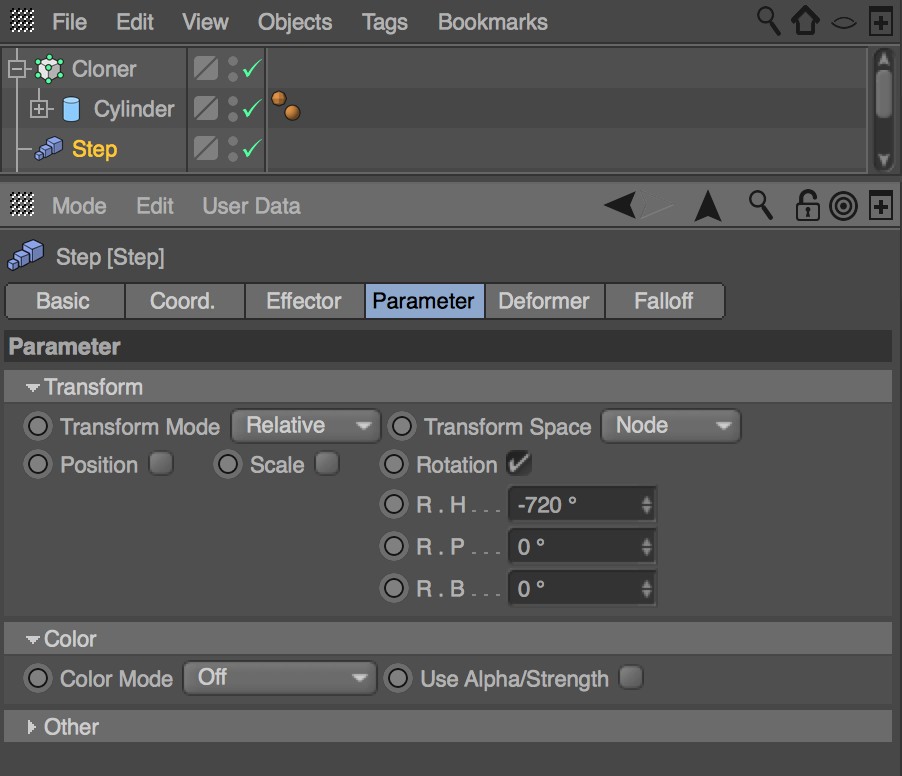 File Edit View Objects Tags Bookmarks
Cloner
Cylinder
Step
Mode Edit User Data
Step [Step]
Basic Coord. Effector Parameter Deformer Falloff
Parameter
Transform
Transform Mode Relative Transform Space Node
Position Scale Rotation
R . H . . . -720 °
R . P . . . 0 °
R . B . . . 0 °
Color
Color Mode Off Use Alpha/Strength
Other